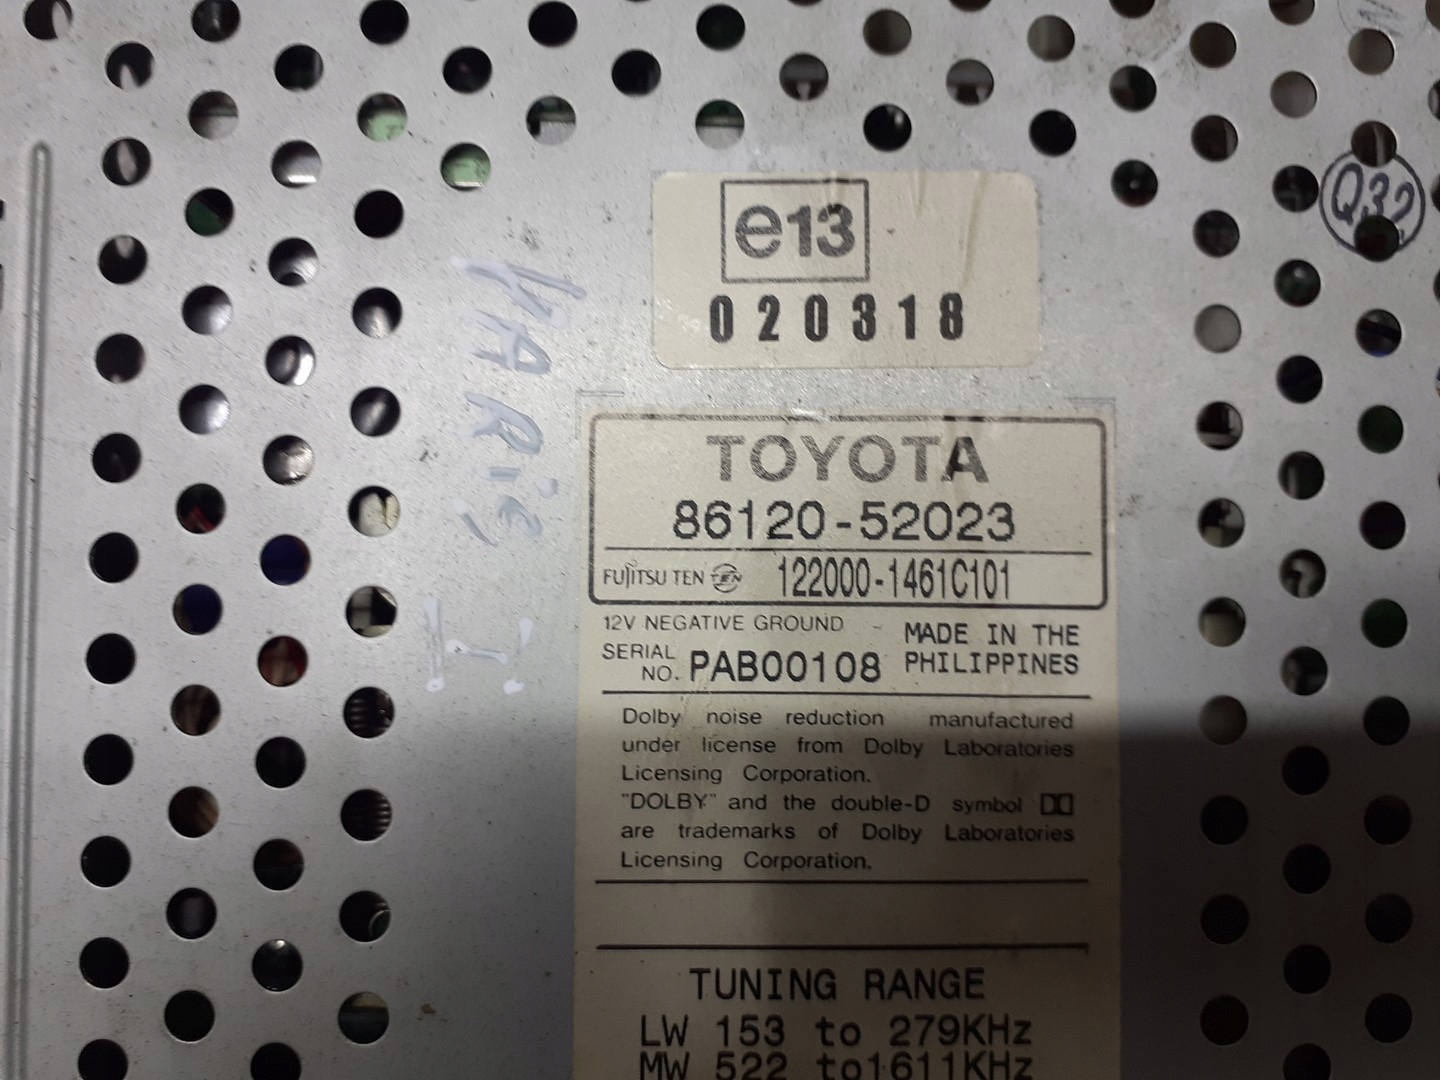 e13
020318
Q32
YARiS
TOYOTA
86120-52023
FUJITSU TEN TEN 122000-1461C101
12V NEGATIVE GROUND
SERIAL NO. PAB00108
MADE IN THE
PHILIPPINES
Dolby noise reduction manufactured
under license from Dolby Laboratories
Licensing Corporation.
"DOLBY" and the double-D symbol
are trademarks of Dolby Laboratories
Licensing Corporation.
TUNING RANGE
LW 153 to 279KHz
MW 522 to1611KHz